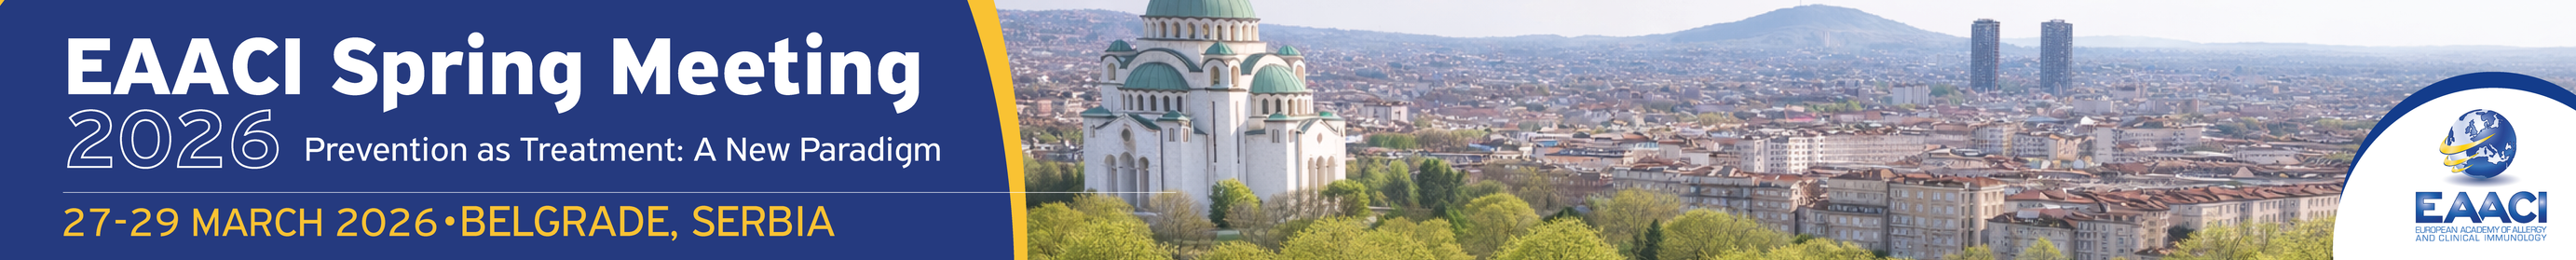 EAACI Spring Meeting
2026 Prevention as Treatment: A New Paradigm
27-29 MARCH 2026•BELGRADE, SERBIA
EAACI
EUROPEAN ACADEMY OF ALLERGY
AND CLINICAL IMMUNOLOGY